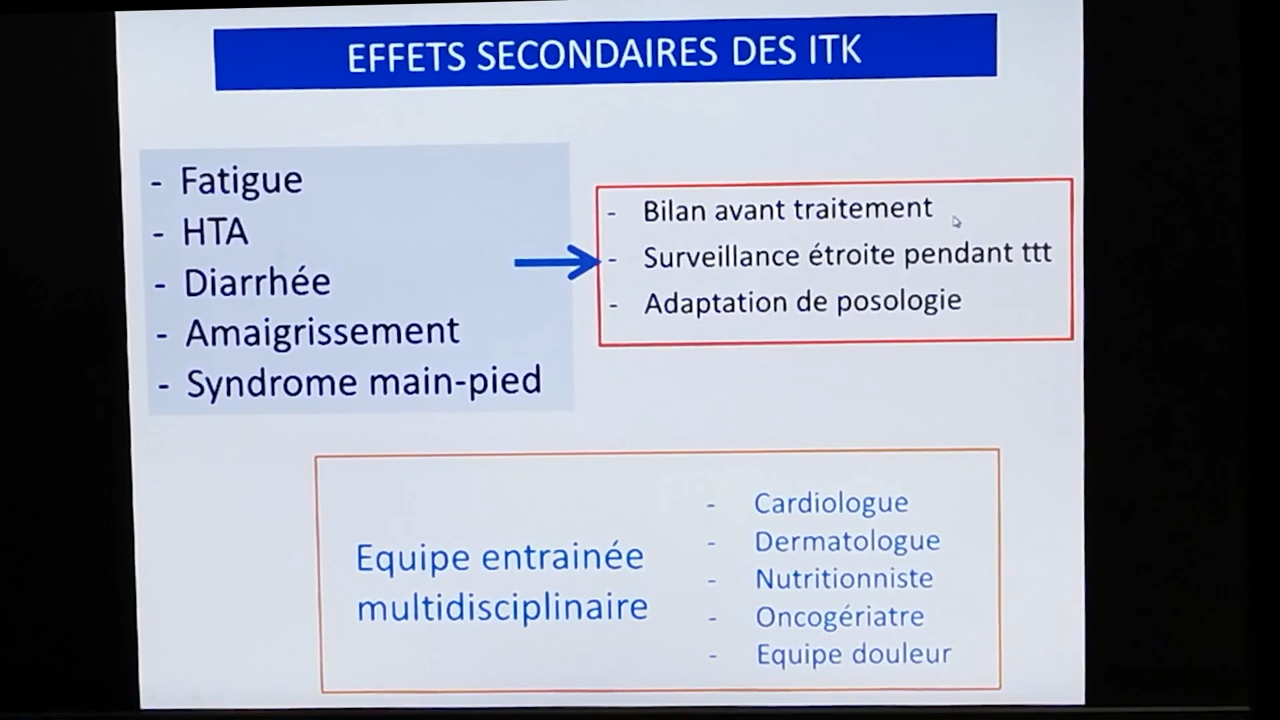 EFFETS SECONDAIRES DES ITK
- Fatigue
- HTA
- Diarrhée
- Amaigrissement
- Syndrome main-pied
- Bilan avant traitement
- Surveillance étroite pendant ttt
- Adaptation de posologie
Equipe entrainée
multidisciplinaire
- Cardiologue
- Dermatologue
- Nutritionniste
- Oncogériatre
- Equipe douleur